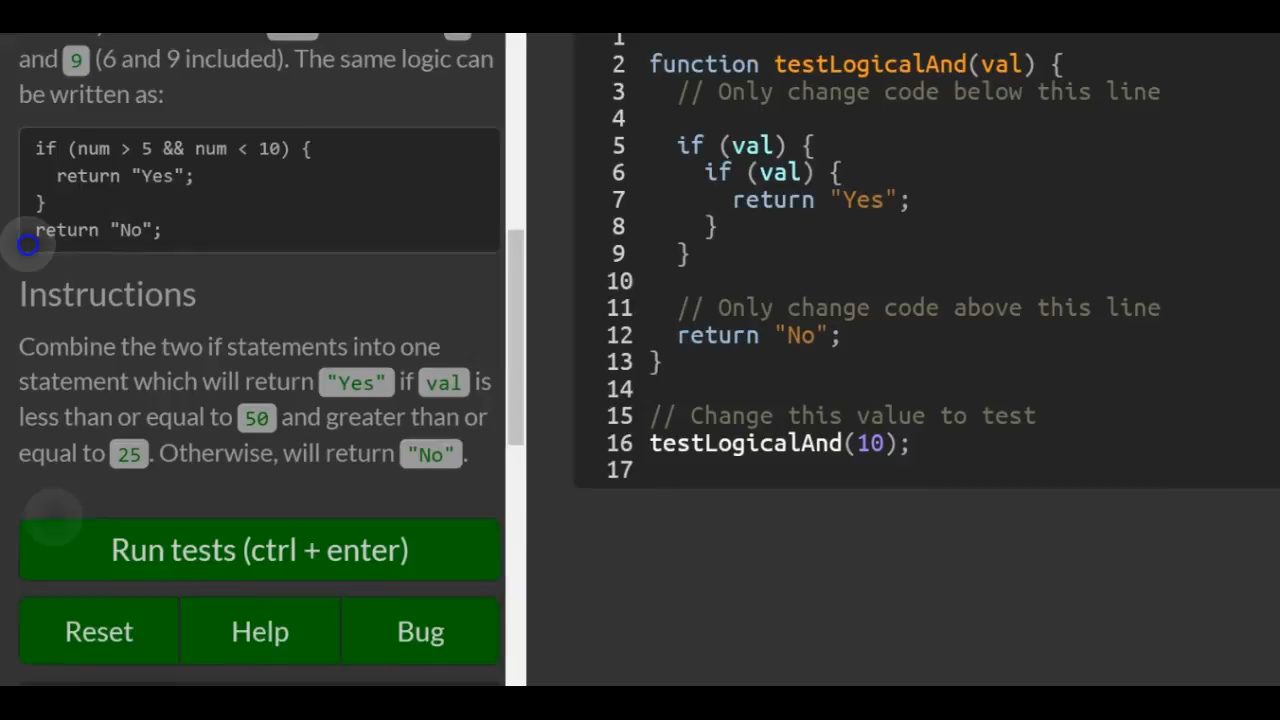 and 9 (6 and 9 included). The same logic can
be written as:
if (num > 5 && num < 10) {
return "Yes";
}
return "No";
Instructions
Combine the two if statements into one
statement which will return "Yes" if val is
less than or equal to 50 and greater than or
equal to 25. Otherwise, will return "No".
Run tests (ctrl + enter)
Reset Help Bug
1
2 function testLogicalAnd(val) {
3 // Only change code below this line
4
5 if (val) {
6 if (val) {
7 return "Yes";
8 }
9 }
10
11 // Only change code above this line
12 return "No";
13 }
14
15 // Change this value to test
16 testLogicalAnd(10);
17